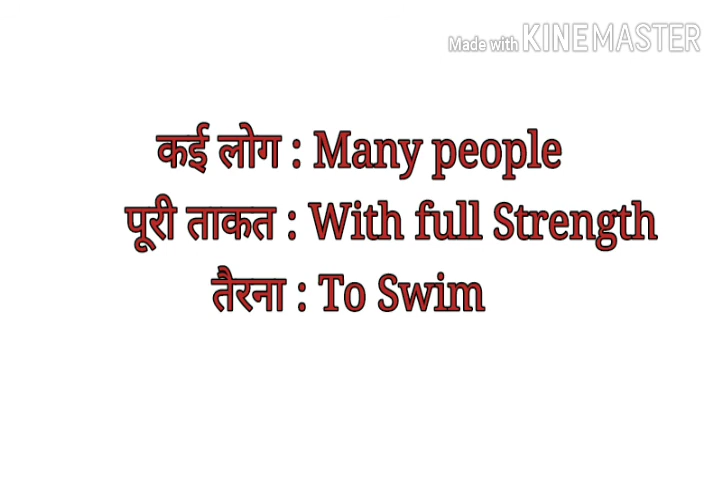 Made with KINEMASTER
कई लोग : Many people
पूरी ताकत : With full Strength
तैरना : To Swim